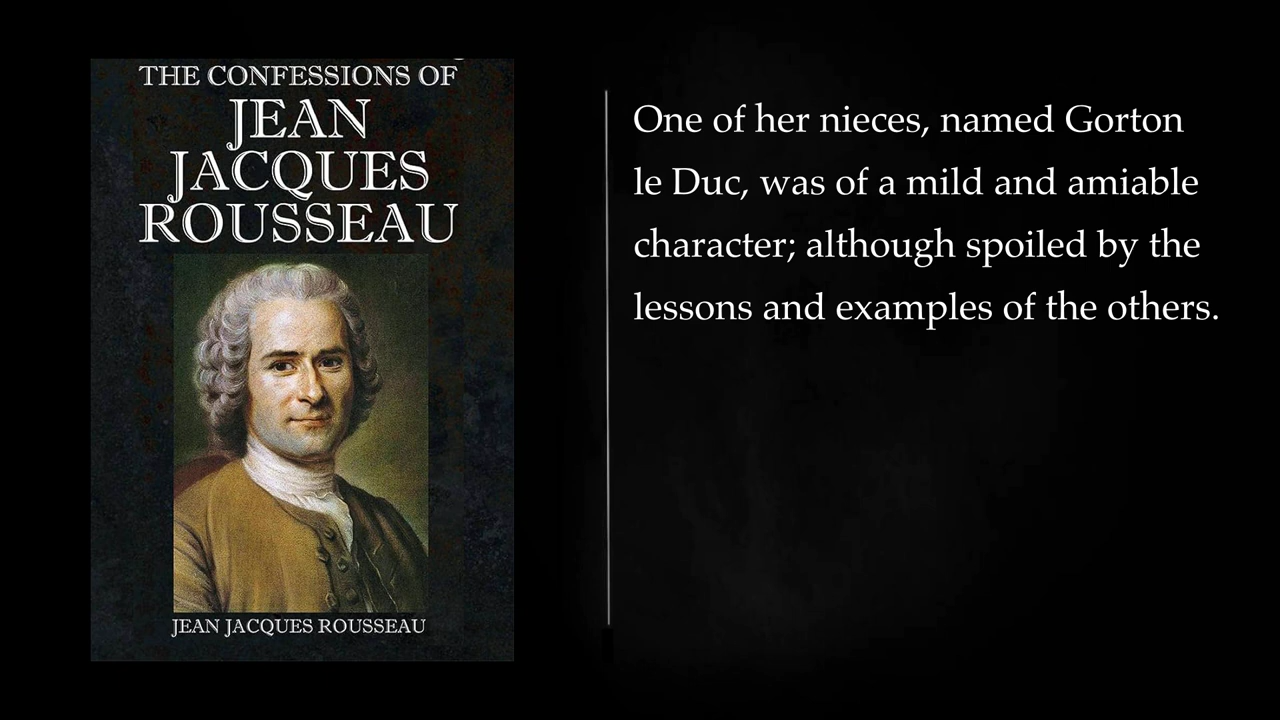 THE CONFESSIONS OF
JEAN
JACQUES
ROUSSEAU
JEAN JACQUES ROUSSEAU
One of her nieces, named Gorton
le Duc, was of a mild and amiable
character; although spoiled by the
lessons and examples of the others.